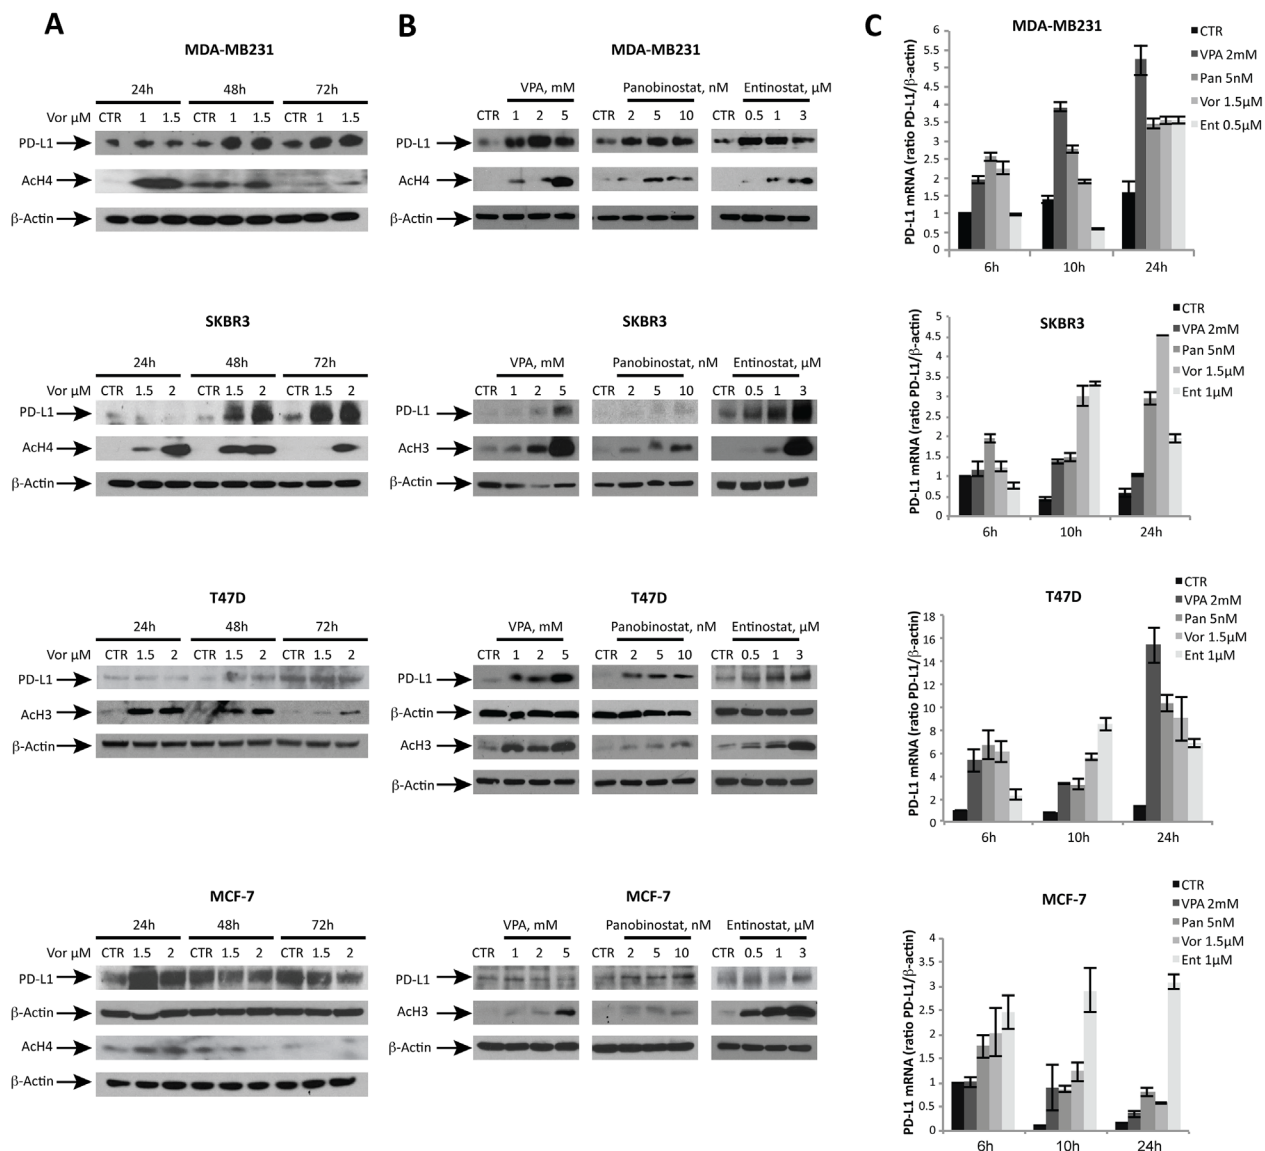 A
MDA-MB231
24h 48h 72h
Vor µM CTR 1 1.5 CTR 1 1.5 CTR 1 1.5
PD-L1
AcH4
β-Actin
SKBR3
24h 48h 72h
Vor µM CTR 1.5 2 CTR 1.5 2 CTR 1.5 2
PD-L1
AcH4
β-Actin
T47D
24h 48h 72h
Vor µM CTR 1.5 2 CTR 1.5 2 CTR 1.5 2
PD-L1
AcH3
β-Actin
MCF-7
24h 48h 72h
Vor µM CTR 1.5 2 CTR 1.5 2 CTR 1.5 2
PD-L1
β-Actin
AcH4
β-Actin
B
MDA-MB231
VPA, mM Panobinostat, nM Entinostat, µM
CTR 1 2 5 CTR 2 5 10 CTR 0.5 1 3
PD-L1
AcH4
β-Actin
SKBR3
VPA, mM Panobinostat, nM Entinostat, µM
CTR 1 2 5 CTR 2 5 10 CTR 0.5 1 3
PD-L1
AcH3
β-Actin
T47D
VPA, mM Panobinostat, nM Entinostat, µM
CTR 1 2 5 CTR 2 5 10 CTR 0.5 1 3
PD-L1
β-Actin
AcH3
β-Actin
MCF-7
VPA, mM Panobinostat, nM Entinostat, µM
CTR 1 2 5 CTR 2 5 10 CTR 0.5 1 3
PD-L1
AcH3
β-Actin
C
MDA-MB231
PD-L1 mRNA (ratio PD-L1/β-actin)
6
5.5
5
4.5
4
3.5
3
2.5
2
1.5
1
0.5
0
6h 10h 24h
CTR
VPA 2mM
Pan 5nM
Vor 1.5µM
Ent 0.5µM
SKBR3
PD-L1 mRNA (ratio PD-L1/β-actin)
5
4.5
4
3.5
3
2.5
2
1.5
1
0.5
0
6h 10h 24h
CTR
VPA 2mM
Pan 5nM
Vor 1.5µM
Ent 1µM
T47D
PD-L1 mRNA (ratio PD-L1/β-actin)
18
16
14
12
10
8
6
4
2
0
6h 10h 24h
CTR
VPA 2mM
Pan 5nM
Vor 1.5µM
Ent 1µM
MCF-7
PD-L1 mRNA (ratio PD-L1/β-actin)
4
3.5
3
2.5
2
1.5
1
0.5
0
6h 10h 24h
CTR
VPA 2mM
Pan 5nM
Vor 1.5µM
Ent 1µM